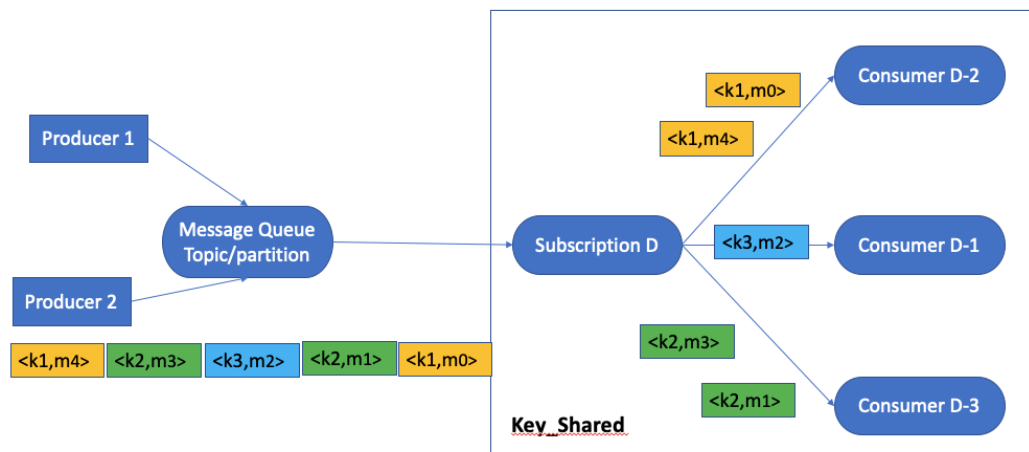 Producer 1
Producer 2
Message Queue
Topic/partition
<k1,m4>
<k2,m3>
<k3,m2>
<k2,m1>
<k1,m0>
Subscription D
<k1,m0>
<k1,m4>
<k3,m2>
<k2,m3>
<k2,m1>
Consumer D-2
Consumer D-1
Consumer D-3
Key_Shared